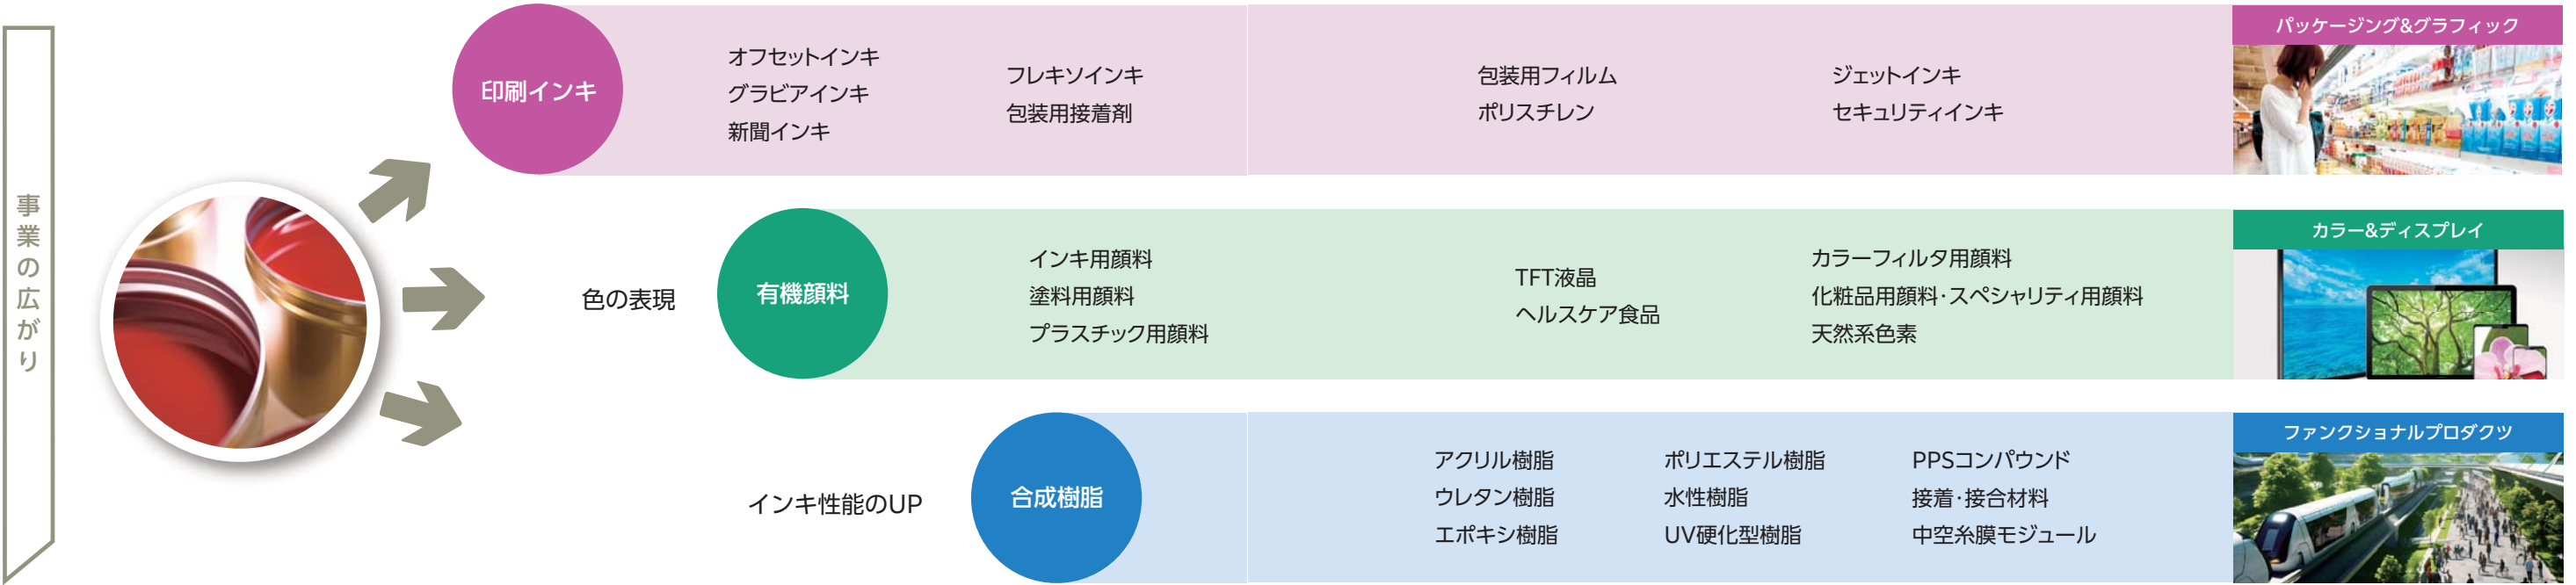 事業の広がり
印刷インキ
オフセットインキ
グラビアインキ
新聞インキ
フレキソインキ
包装用接着剤
包装用フィルム
ポリスチレン
ジェットインキ
セキュリティインキ
パッケージング&グラフィック
色の表現
有機顔料
インキ用顔料
塗料用顔料
プラスチック用顔料
TFT液晶
ヘルスケア食品
カラーフィルタ用顔料
化粧品用顔料・スペシャリティ用顔料
天然系色素
カラー&ディスプレイ
インキ性能のUP
合成樹脂
アクリル樹脂
ウレタン樹脂
エポキシ樹脂
ポリエステル樹脂
水性樹脂
UV硬化型樹脂
PPSコンパウンド
接着・接合材料
中空糸膜モジュール
ファンクショナルプロダクツ